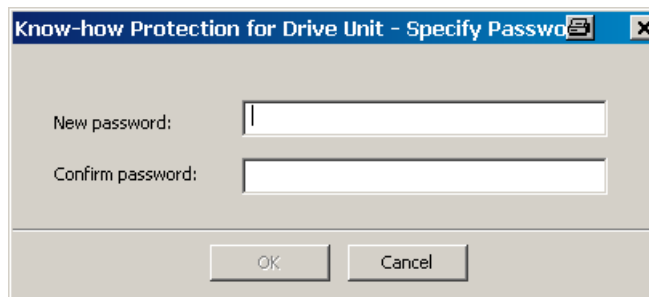 Know-how Protection for Drive Unit - Specify Passwo
New password:
Confirm password:
OK
Cancel